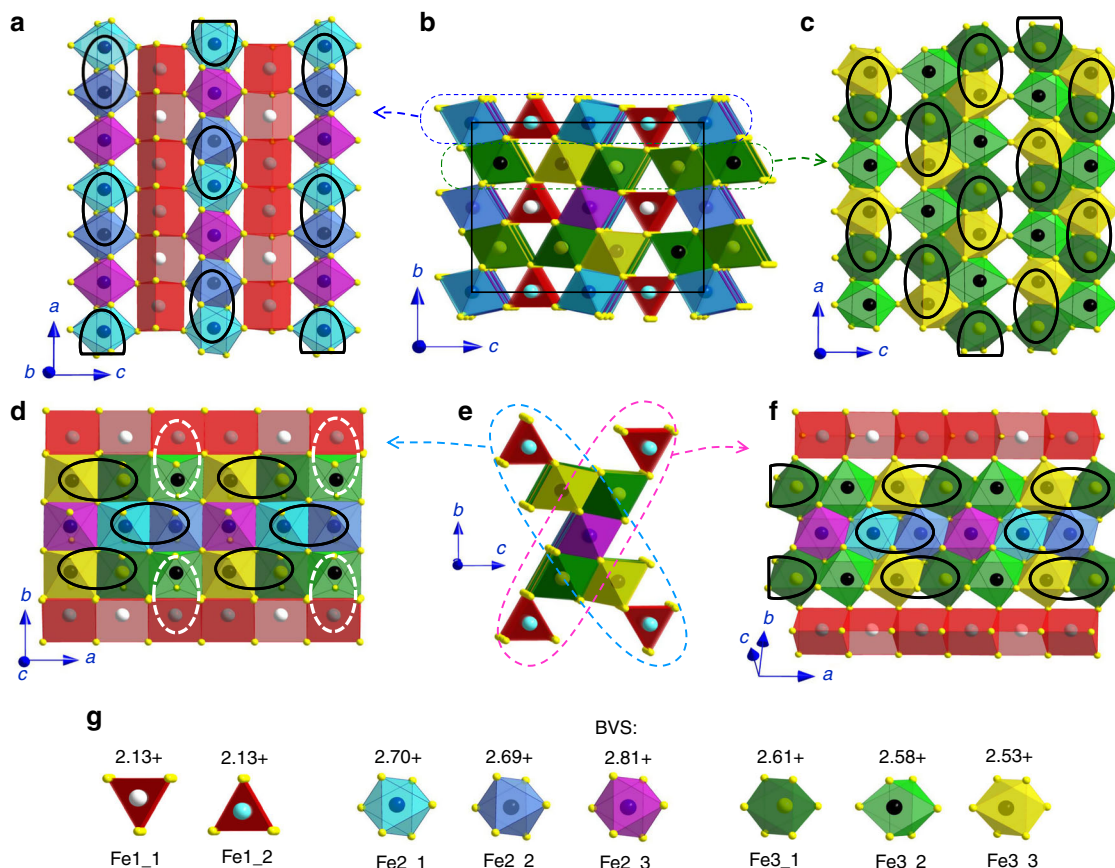 a
b
c
a
b
c
b
c
a
c
d
e
f
b
c
a
b
c
b
c
a
g
BVS:
2.13+ 2.13+ 2.70+ 2.69+ 2.81+ 2.61+ 2.58+ 2.53+
Fe1_1 Fe1_2 Fe2_1 Fe2_2 Fe2_3 Fe3_1 Fe3_2 Fe3_3